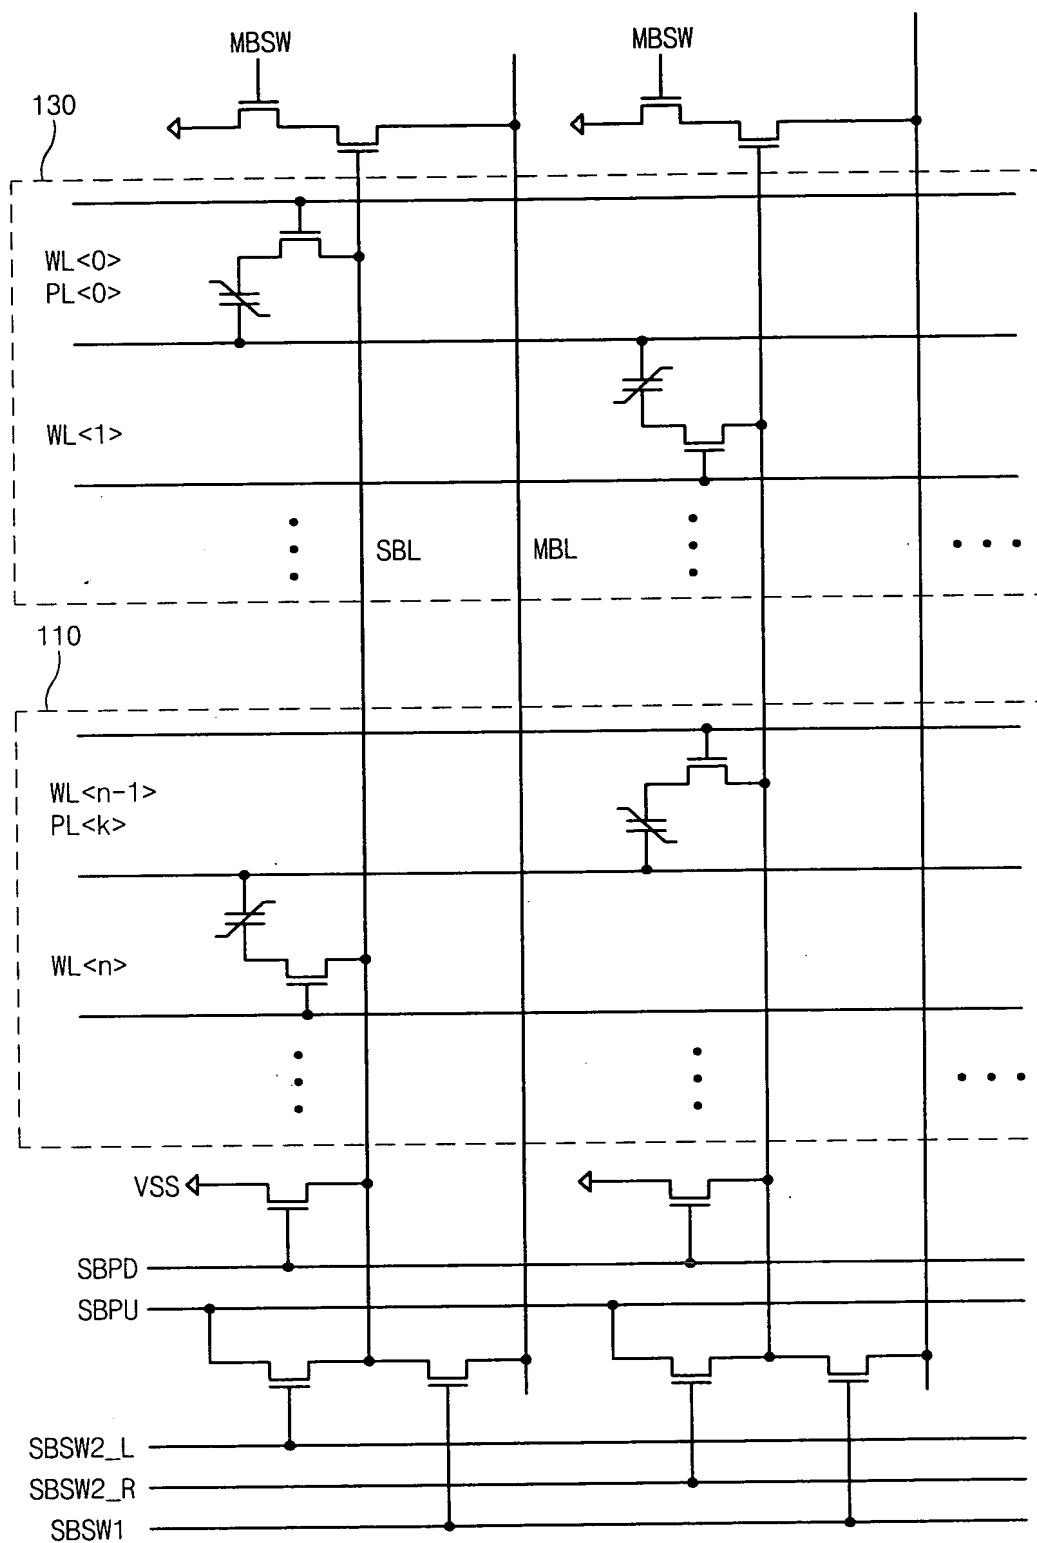 MBSW
MBSW
130
WL<0>
PL<0>
WL<1>
SBL
MBL
110
WL<n-1>
PL<k>
WL<n>
VSS
SBPD
SBPU
SBSW2_L
SBSW2_R
SBSW1